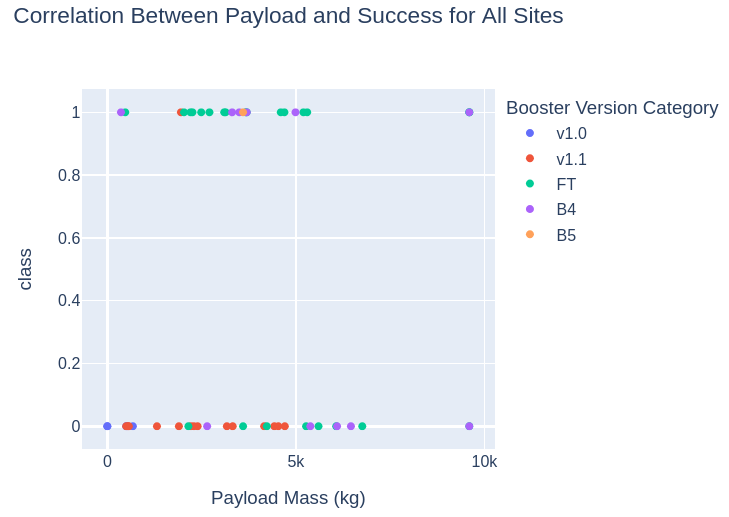 Correlation Between Payload and Success for All Sites
Booster Version Category
v1.0
v1.1
FT
B4
B5
class
1
0.8
0.6
0.4
0.2
0
0
5k
10k
Payload Mass (kg)